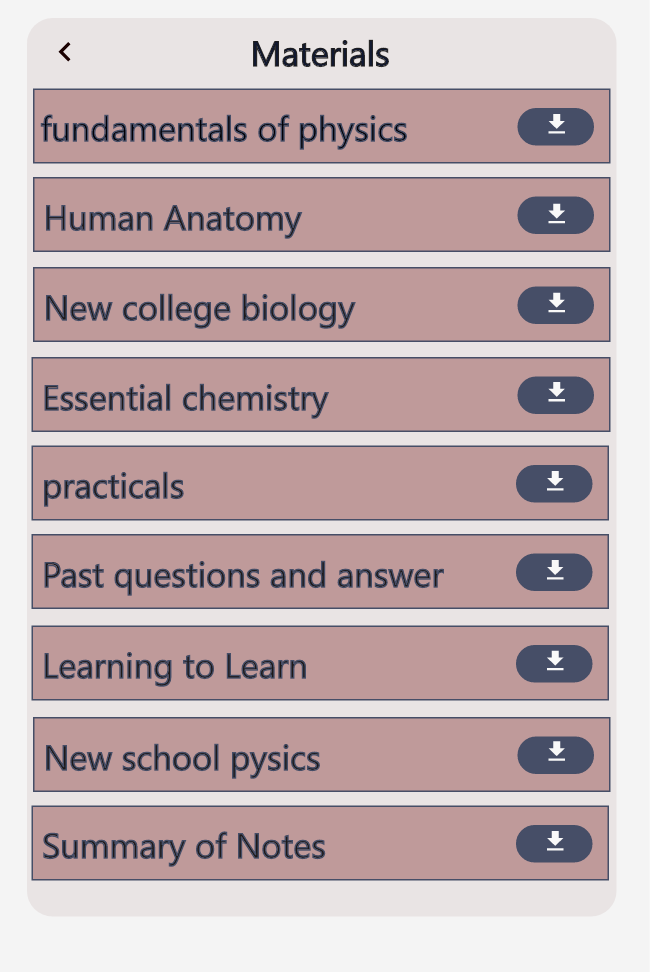 Materials
fundamentals of physics
Human Anatomy
New college biology
Essential chemistry
practicals
Past questions and answer
Learning to Learn
New school pysics
Summary of Notes